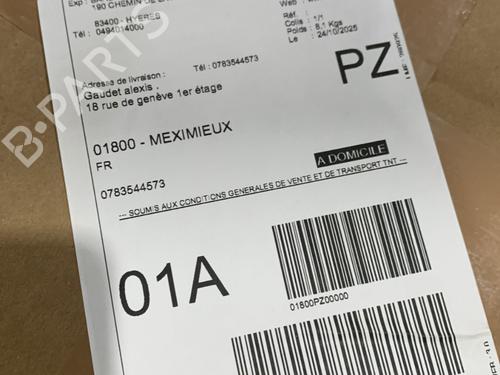 190 CHEMIN DE LA
83400 - HYERES
Tél : 0494014000
Réf :
Colis : 1/1
Poids : 8,1 Kgs
Le : 24/10/2025
PZ
Adresse de livraison : Tél : 0783544573
Gaudet alexis .
18 rue de genève 1er étage
01800 - MEXIMIEUX
FR
A DOMICILE
0783544573
--- SOUMIS AUX CONDITIONS GENERALES DE VENTE ET DE TRANSPORT TNT ---
01A
01800PZ00000
B-PARTS